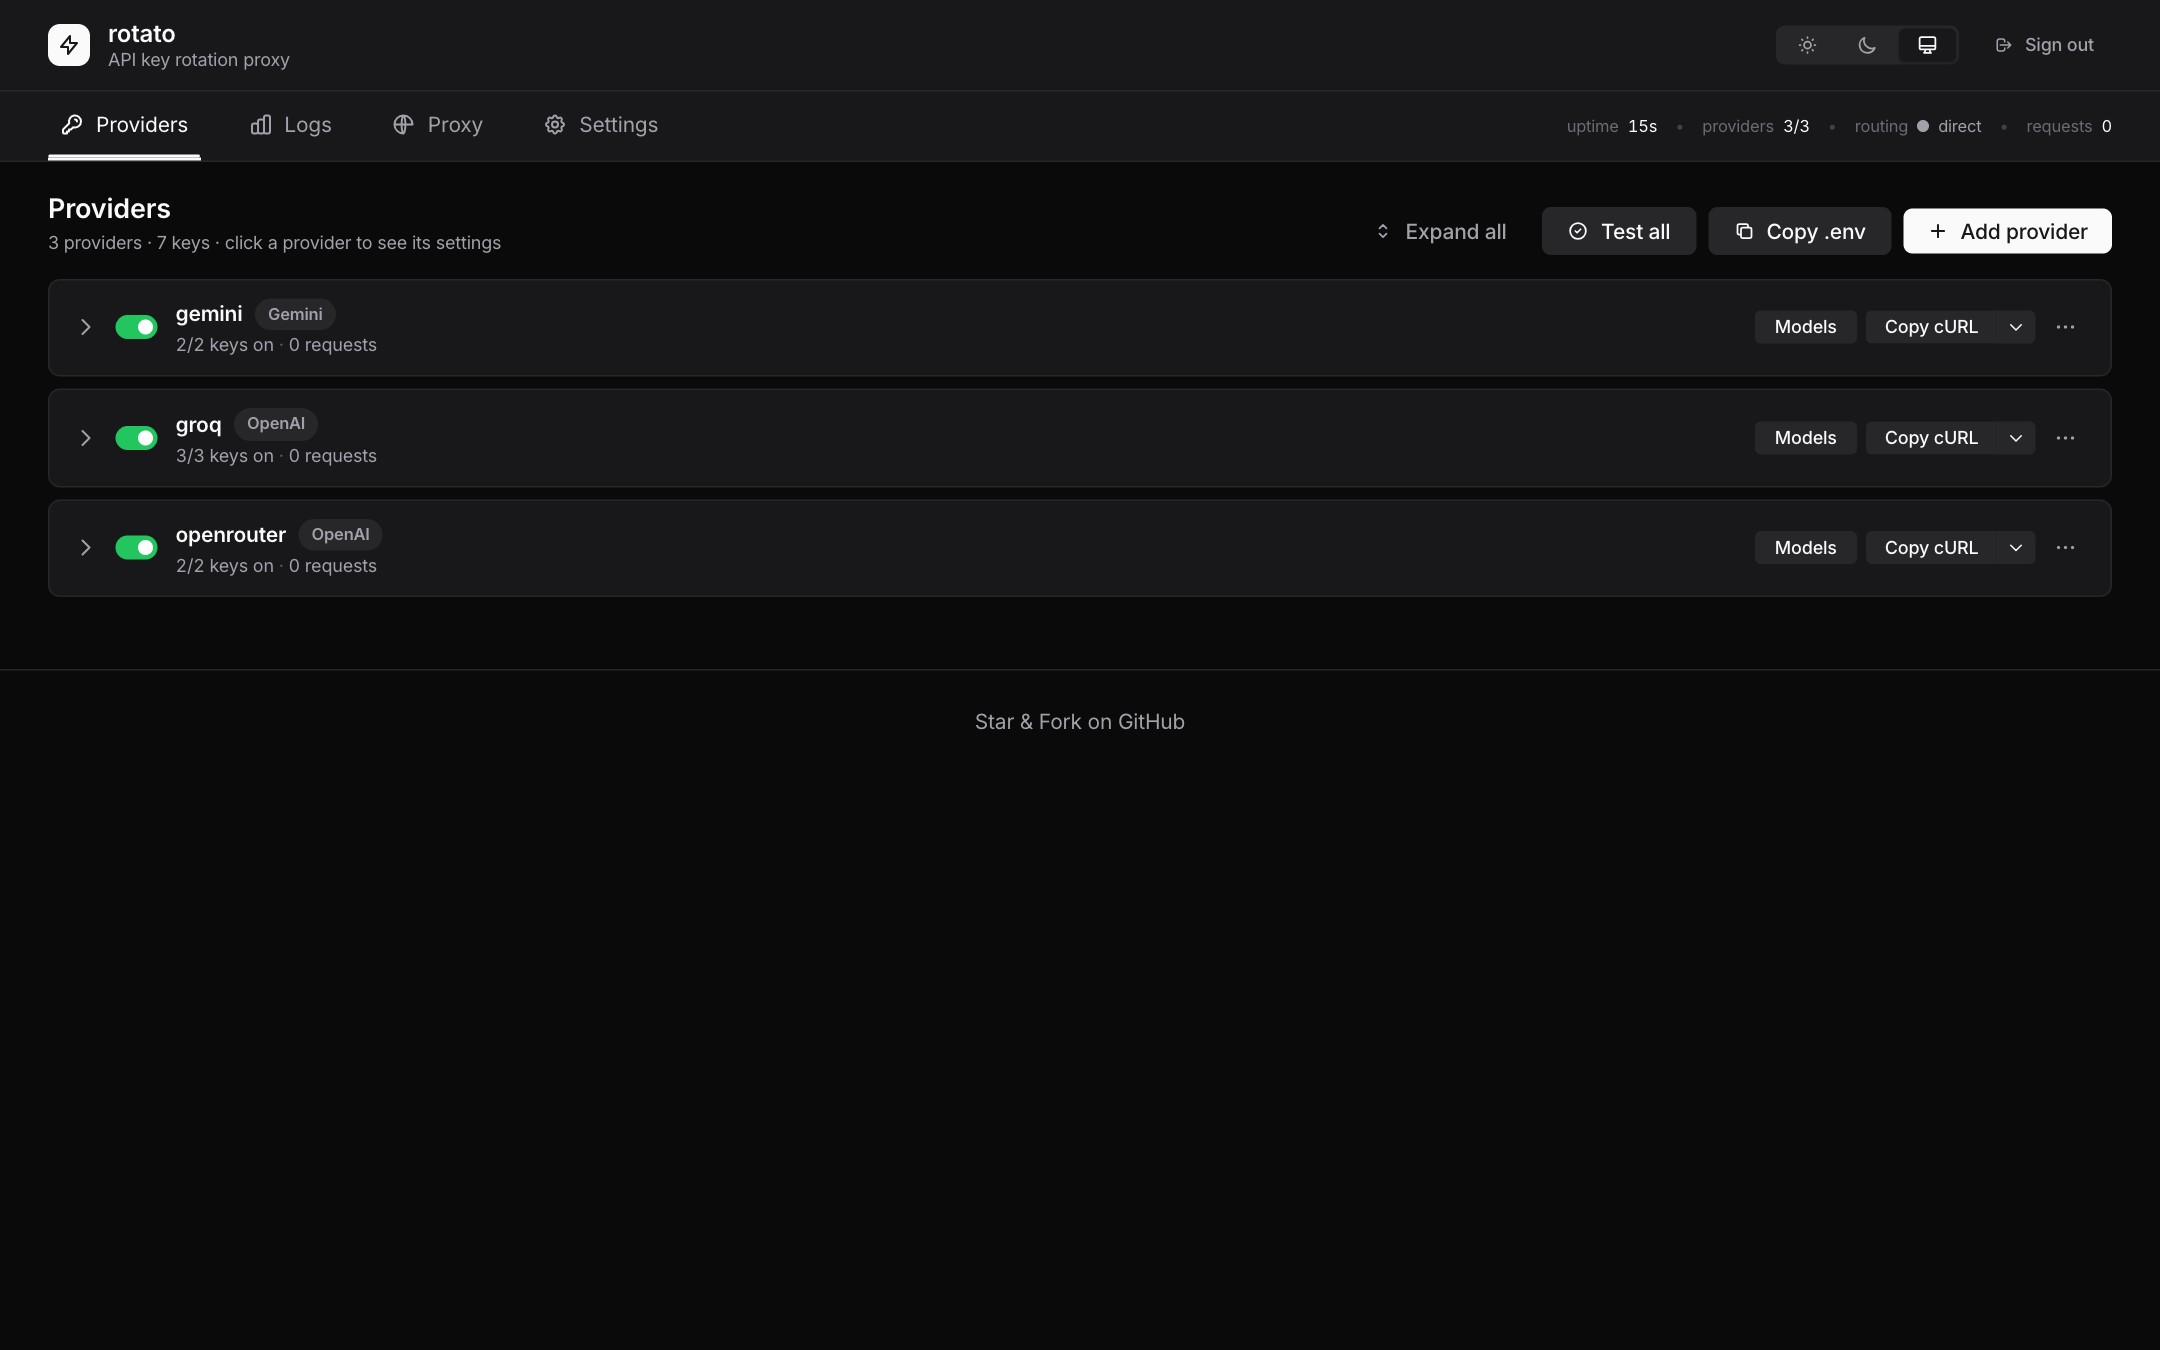 rotato
API key rotation proxy
Sign out
Providers
Logs
Proxy
Settings
uptime 15s • providers 3/3 • routing direct • requests 0
Providers
3 providers · 7 keys · click a provider to see its settings
Expand all
Test all
Copy .env
Add provider
gemini Gemini
2/2 keys on · 0 requests
Models
Copy cURL
groq OpenAI
3/3 keys on · 0 requests
Models
Copy cURL
openrouter OpenAI
2/2 keys on · 0 requests
Models
Copy cURL
Star & Fork on GitHub